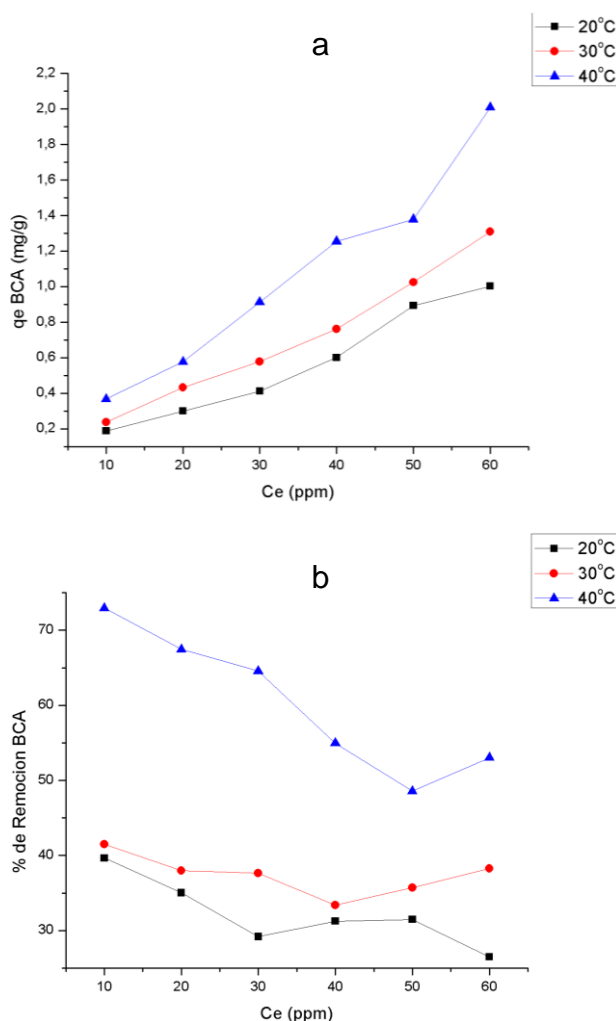 a
20°C
30°C
40°C
2,2
2,0
1,8
1,6
1,4
1,2
1,0
0,8
0,6
0,4
0,2
qe BCA (mg/g)
10 20 30 40 50 60
Ce (ppm)
b
20°C
30°C
40°C
70
60
50
40
30
% de Remocion BCA
10 20 30 40 50 60
Ce (ppm)